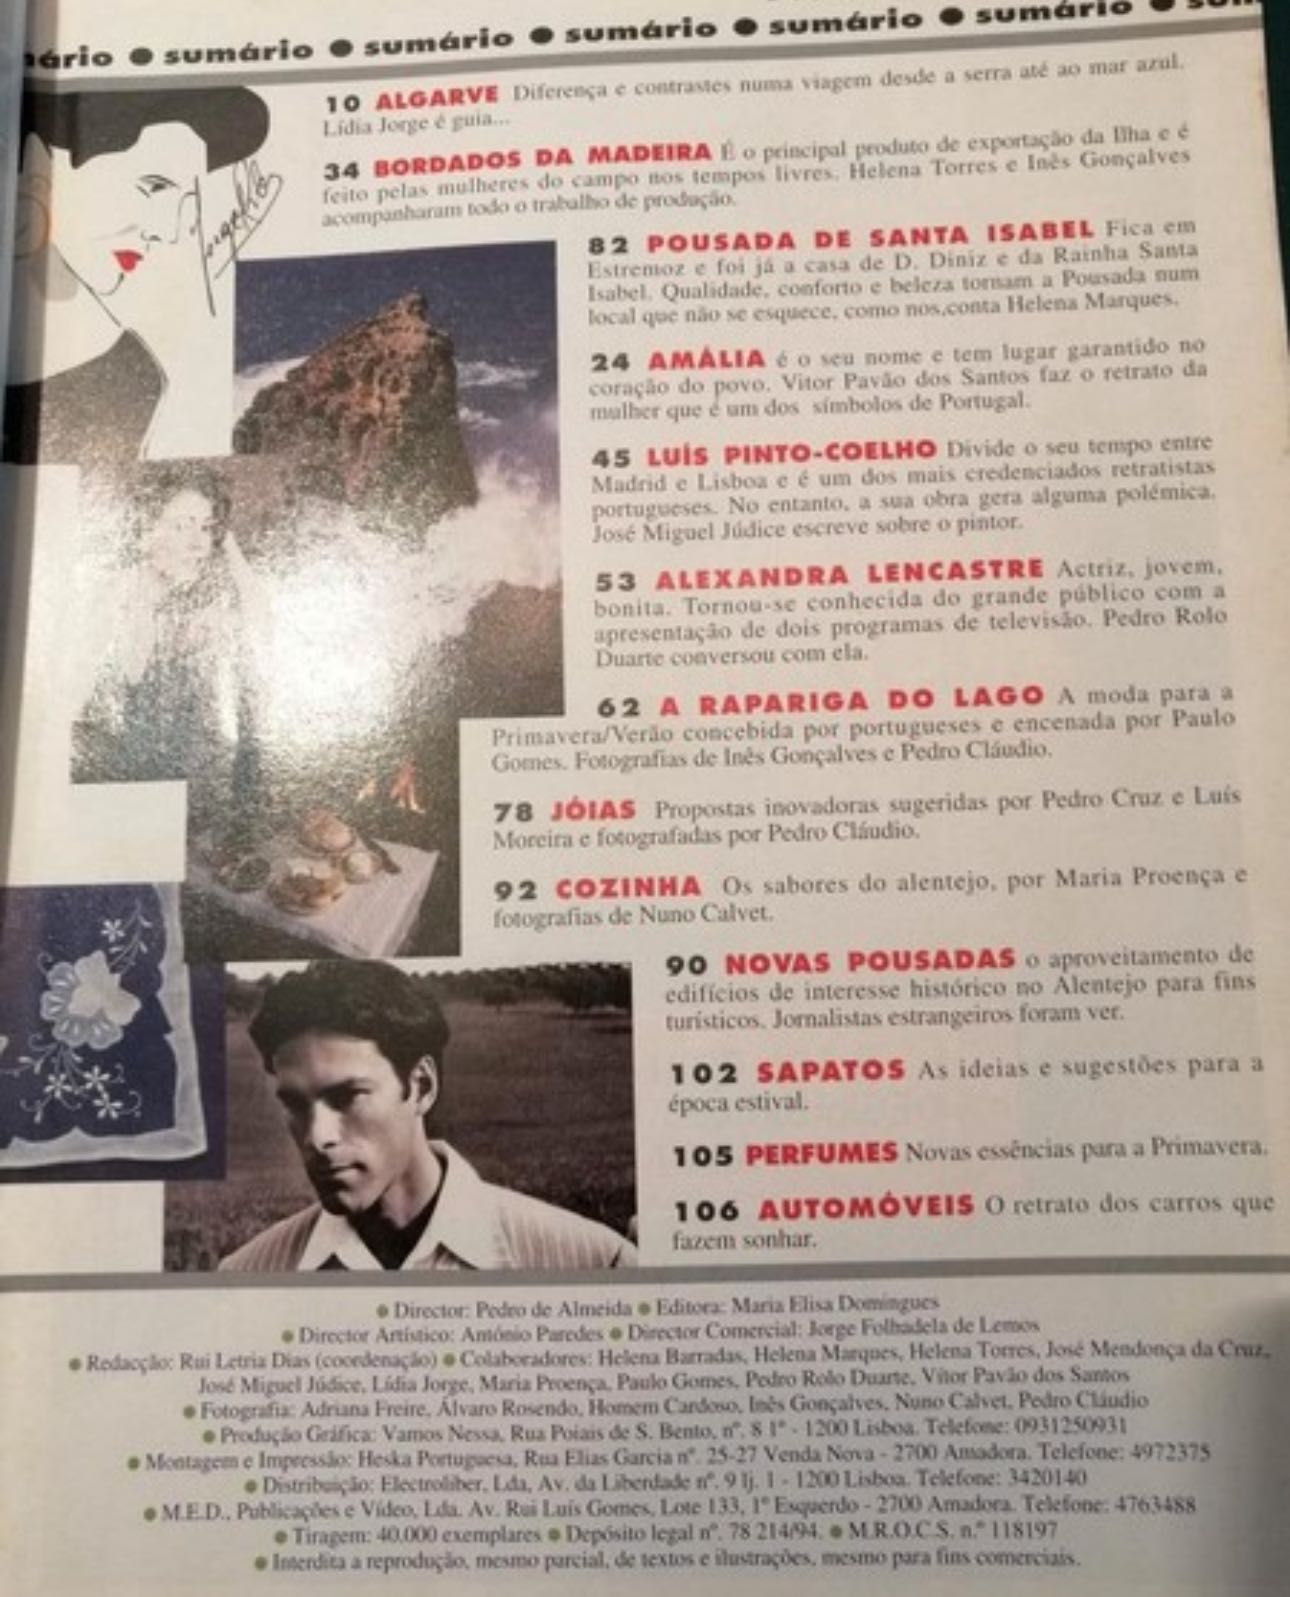 sumário ● sumário ● sumário ● sumário ● sumário
10 ALGARVE Diferença e contrastes numa viagem desde a serra até ao mar azul.
Lídia Jorge é guia...
34 BORDADOS DA MADEIRA É o principal produto de exportação da Ilha e é
feito pelas mulheres do campo nos tempos livres. Helena Torres e Inês Gonçalves
acompanharam todo o trabalho de produção.
82 POUSADA DE SANTA ISABEL Fica em
Estremoz e foi já a casa de D. Diniz e da Rainha Santa
Isabel. Qualidade, conforto e beleza tornam a Pousada num
local que não se esquece, como nos,conta Helena Marques.
24 AMÁLIA é o seu nome e tem lugar garantido no
coração do povo. Vitor Pavão dos Santos faz o retrato da
mulher que é um dos símbolos de Portugal.
45 LUÍS PINTO-COELHO Divide o seu tempo entre
Madrid e Lisboa e é um dos mais credenciados retratistas
portugueses. No entanto, a sua obra gera alguma polémica.
José Miguel Júdice escreve sobre o pintor.
53 ALEXANDRA LENCASTRE Actriz, jovem,
bonita. Tornou-se conhecida do grande público com a
apresentação de dois programas de televisão. Pedro Rolo
Duarte conversou com ela.
62 A RAPARIGA DO LAGO A moda para a
Primavera/Verão concebida por portugueses e encenada por Paulo
Gomes. Fotografias de Inês Gonçalves e Pedro Cláudio.
78 JÓIAS Propostas inovadoras sugeridas por Pedro Cruz e Luís
Moreira e fotografadas por Pedro Cláudio.
92 COZINHA Os sabores do alentejo, por Maria Proença e
fotografias de Nuno Calvet.
90 NOVAS POUSADAS o aproveitamento de
edifícios de interesse histórico no Alentejo para fins
turísticos. Jornalistas estrangeiros foram ver.
102 SAPATOS As ideias e sugestões para a
época estival.
105 PERFUMES Novas essências para a Primavera.
106 AUTOMÓVEIS O retrato dos carros que
fazem sonhar.
● Director: Pedro de Almeida ● Editora: Maria Elisa Domingues
● Director Artístico: António Paredes ● Director Comercial: Jorge Folhadela de Lemos
● Redacção: Rui Letria Dias (coordenação) ● Colaboradores: Helena Barradas, Helena Marques, Helena Torres, José Mendonça da Cruz,
José Miguel Júdice, Lídia Jorge, Maria Proença, Paulo Gomes, Pedro Rolo Duarte, Vítor Pavão dos Santos
● Fotografia: Adriana Freire, Álvaro Rosendo, Homem Cardoso, Inês Gonçalves, Nuno Calvet, Pedro Cláudio
● Produção Gráfica: Vamos Nessa, Rua Poiais de S. Bento, nº. 8 1º - 1200 Lisboa. Telefone: 0931250931
● Montagem e Impressão: Heska Portuguesa, Rua Elias Garcia nº. 25-27 Venda Nova - 2700 Amadora. Telefone: 4972375
● Distribuição: Electroliber, Lda, Av. da Liberdade nº. 9 lj. 1 - 1200 Lisboa. Telefone: 3420140
● M.E.D., Publicações e Vídeo, Lda. Av. Rui Luís Gomes, Lote 133, 1º Esquerdo - 2700 Amadora. Telefone: 4763488
● Tiragem: 40.000 exemplares ● Depósito legal nº. 78 214/94. ● M.R.O.C.S. n.º 118197
● Interdita a reprodução, mesmo parcial, de textos e ilustrações, mesmo para fins comerciais.